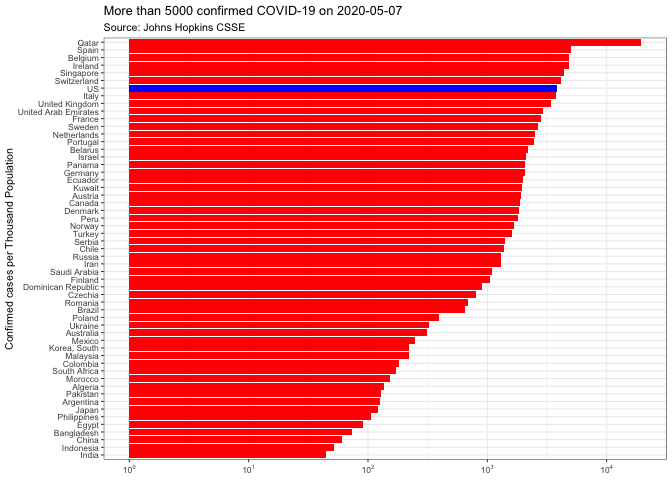 More than 5000 confirmed COVID-19 on 2020-05-07
Source: Johns Hopkins CSSE
Confirmed cases per Thousand Population
Qatar
Spain
Belgium
Ireland
Singapore
Switzerland
US
Italy
United Kingdom
United Arab Emirates
France
Sweden
Netherlands
Portugal
Belarus
Israel
Panama
Germany
Ecuador
Kuwait
Austria
Canada
Denmark
Peru
Norway
Turkey
Serbia
Chile
Russia
Iran
Saudi Arabia
Finland
Dominican Republic
Czechia
Romania
Brazil
Poland
Ukraine
Australia
Mexico
Korea, South
Malaysia
Colombia
South Africa
Morocco
Algeria
Pakistan
Argentina
Japan
Philippines
Egypt
Bangladesh
China
Indonesia
India
10⁰ 10¹ 10² 10³ 10⁴